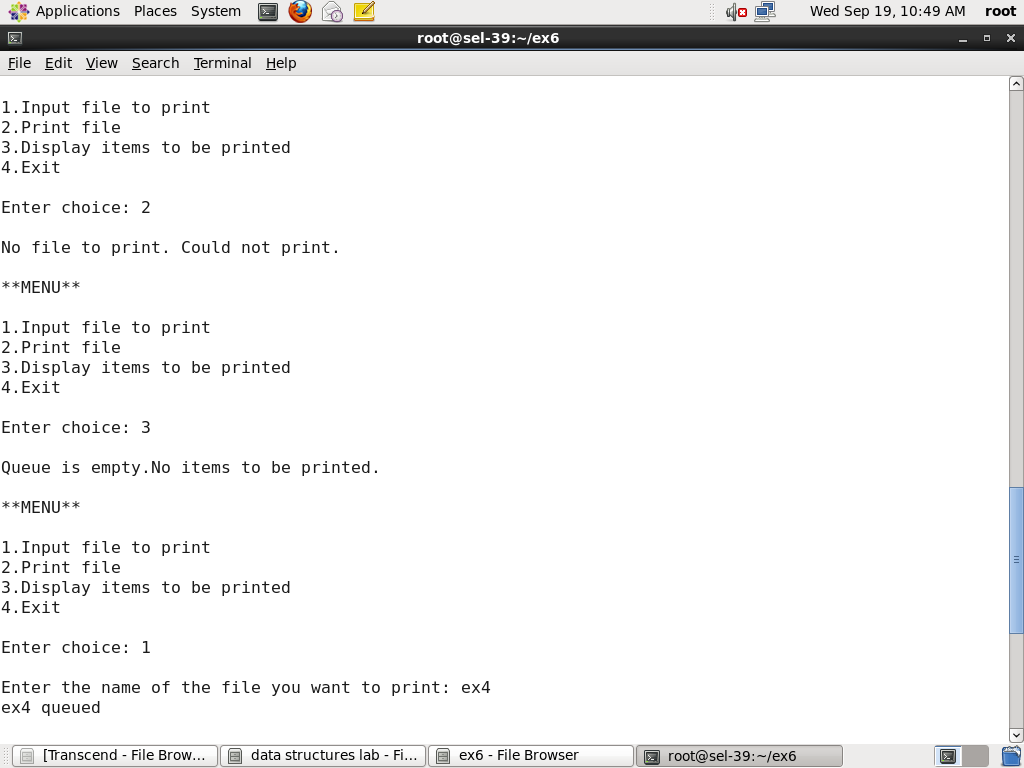 Applications Places System Wed Sep 19, 10:49 AM root
root@sel-39:~/ex6
File Edit View Search Terminal Help
1.Input file to print
2.Print file
3.Display items to be printed
4.Exit
Enter choice: 2
No file to print. Could not print.
**MENU**
1.Input file to print
2.Print file
3.Display items to be printed
4.Exit
Enter choice: 3
Queue is empty.No items to be printed.
**MENU**
1.Input file to print
2.Print file
3.Display items to be printed
4.Exit
Enter choice: 1
Enter the name of the file you want to print: ex4
ex4 queued
[Transcend - File Brow... data structures lab - Fi... ex6 - File Browser root@sel-39:~/ex6